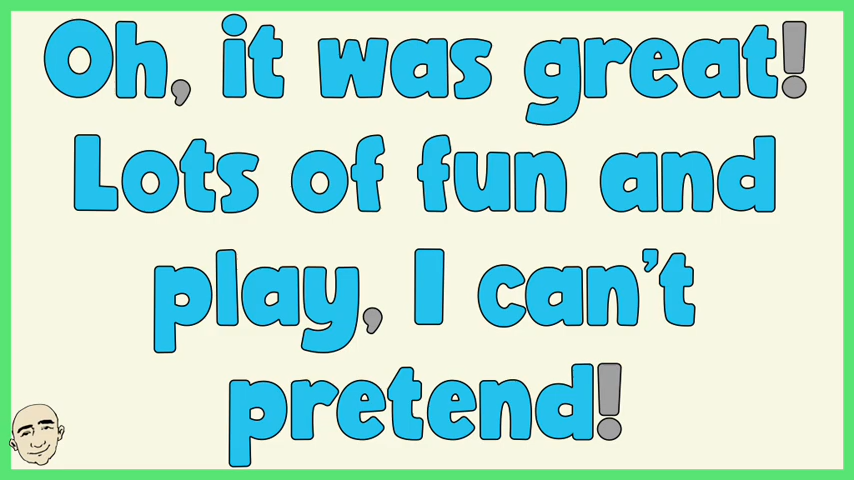 Oh, it was great!
Lots of fun and
play, I can't
pretend!